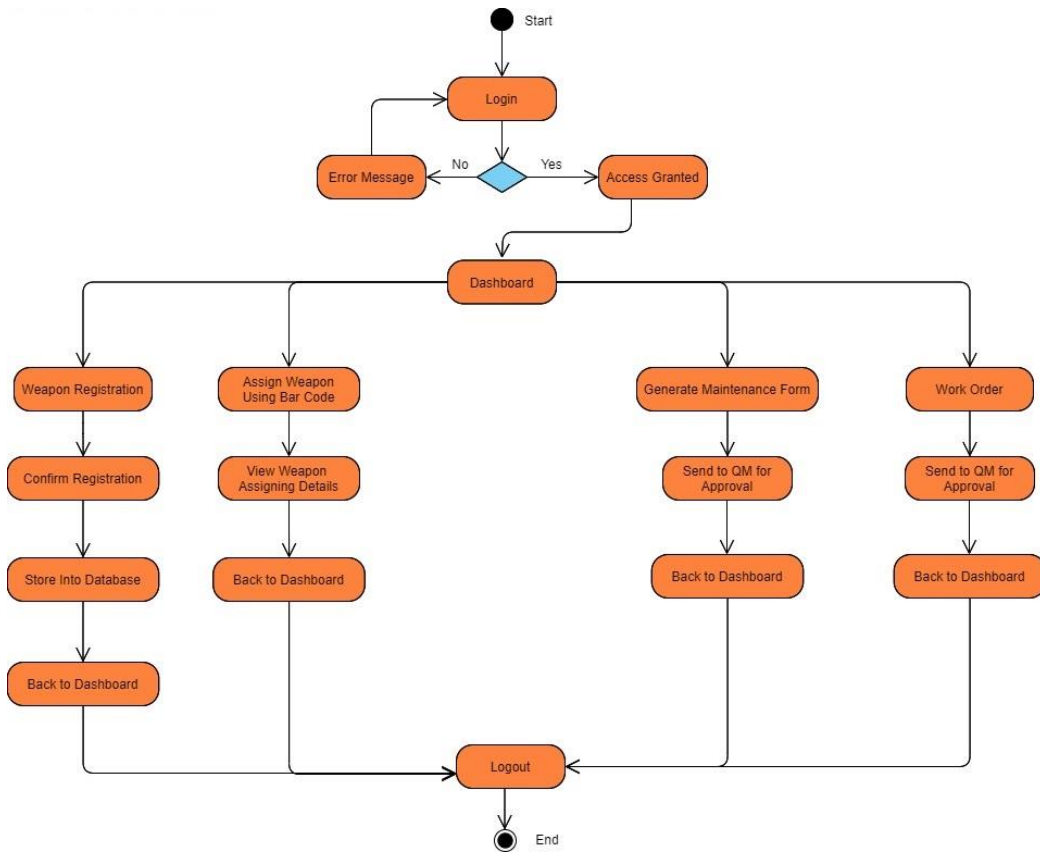 Start
Login
No
Yes
Error Message
Access Granted
Dashboard
Weapon Registration
Assign Weapon
Using Bar Code
Generate Maintenance Form
Work Order
Confirm Registration
View Weapon
Assigning Details
Send to QM for
Approval
Send to QM for
Approval
Store Into Database
Back to Dashboard
Back to Dashboard
Back to Dashboard
Back to Dashboard
Logout
End